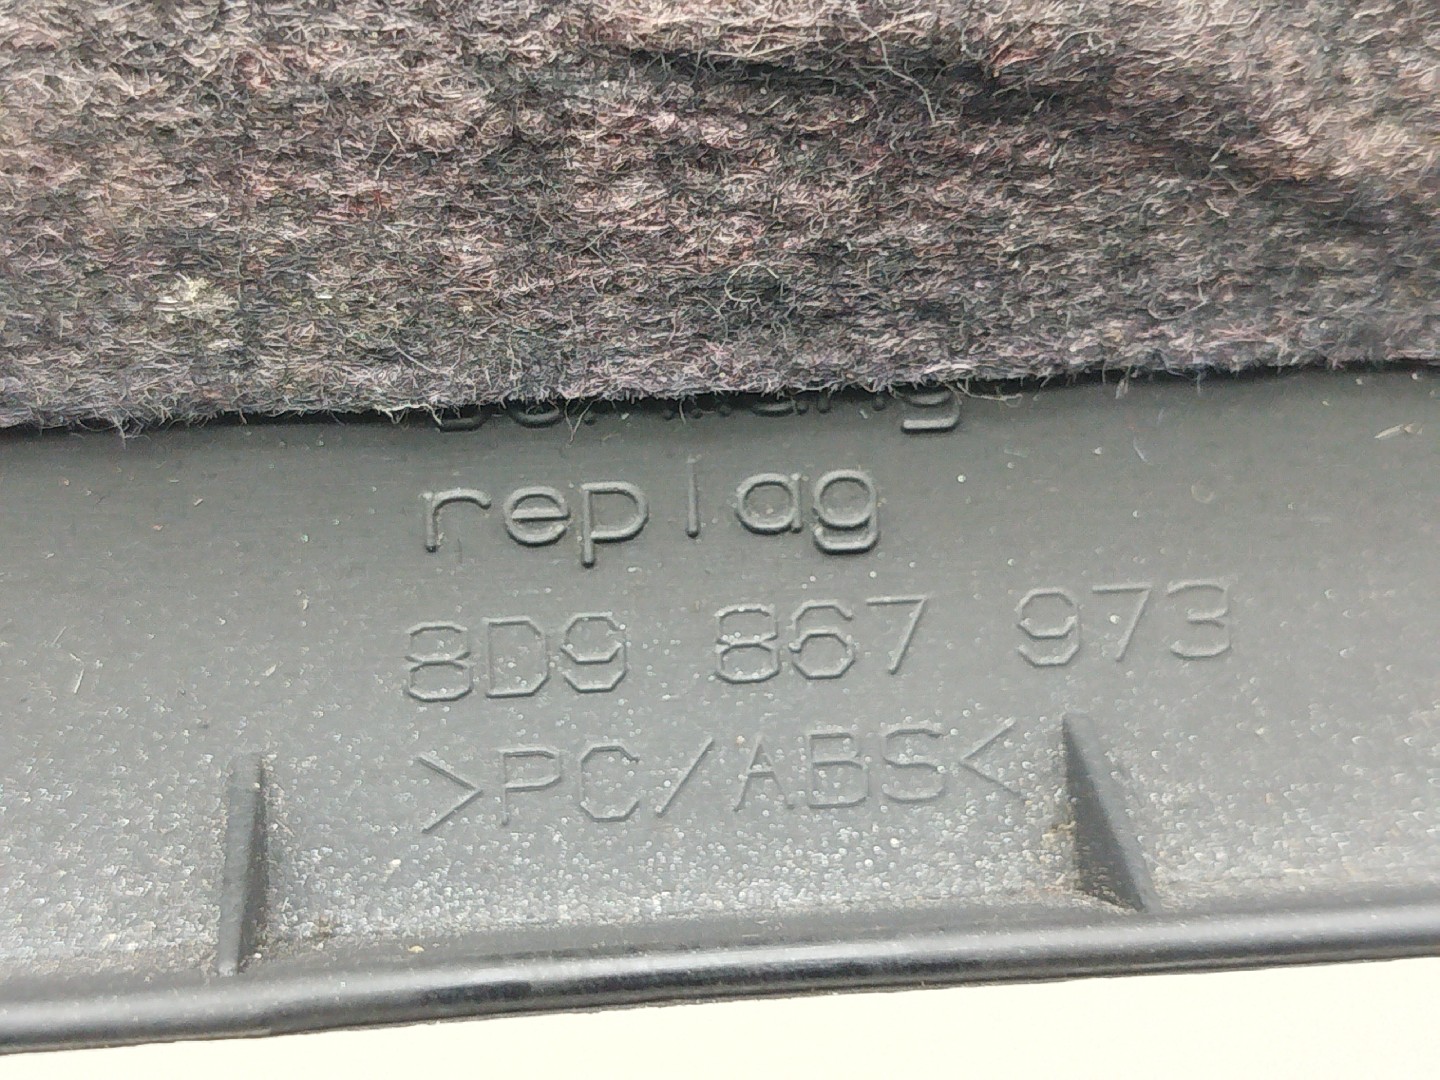 replag
8D9 867 973
>PC/ABS<